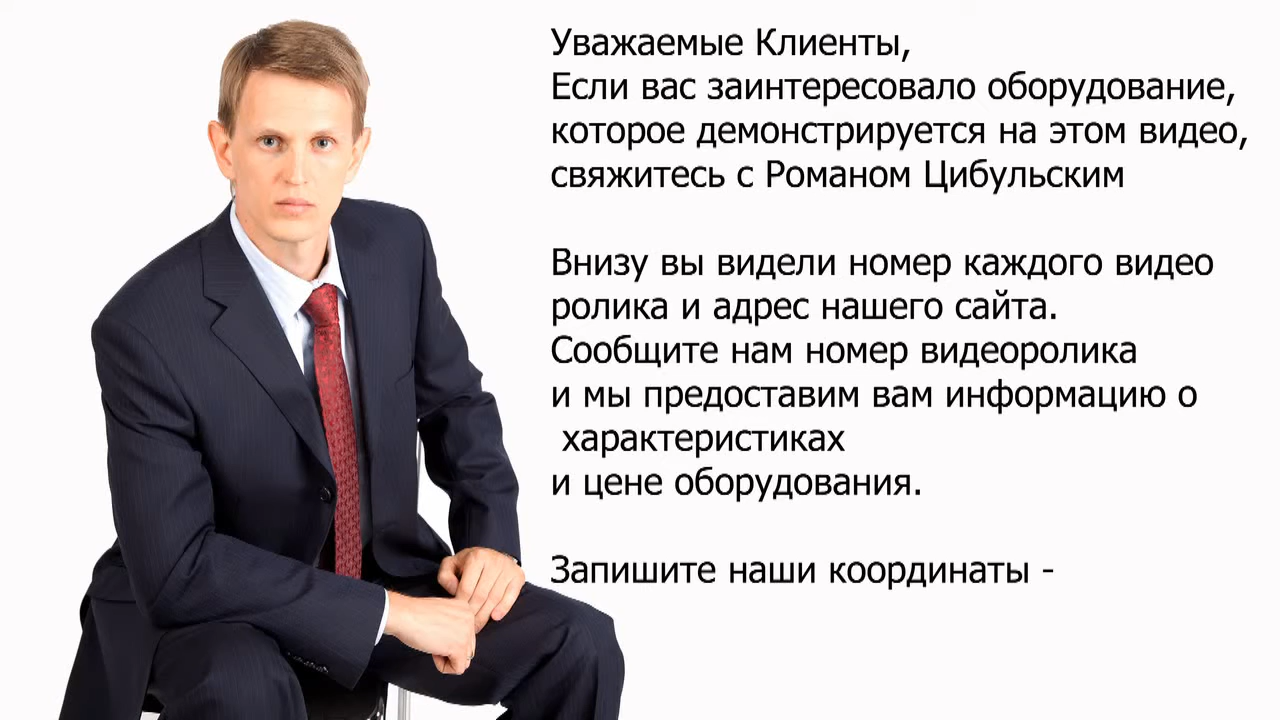 Уважаемые Клиенты,
Если вас заинтересовало оборудование,
которое демонстрируется на этом видео,
свяжитесь с Романом Цибульским
Внизу вы видели номер каждого видео
ролика и адрес нашего сайта.
Сообщите нам номер видеоролика
и мы предоставим вам информацию о
характеристиках
и цене оборудования.
Запишите наши координаты -